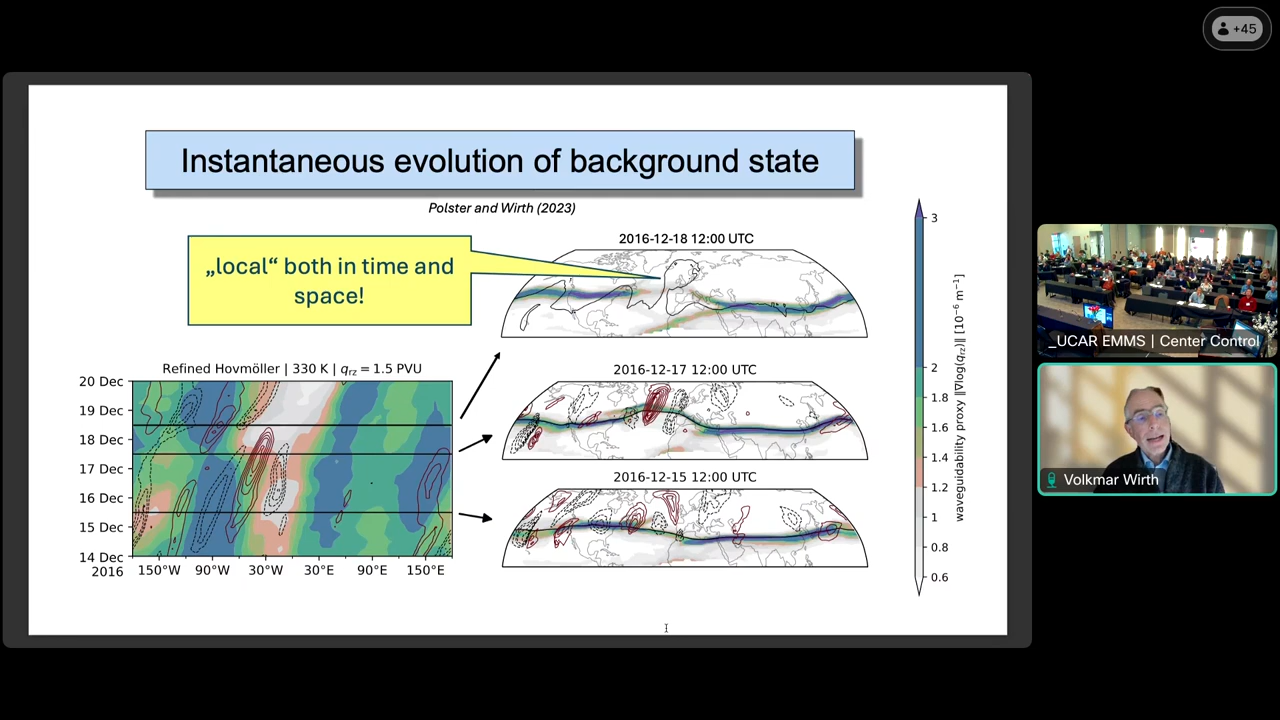 +45
Instantaneous evolution of background state
Polster and Wirth (2023)
„local“ both in time and
space!
2016-12-18 12:00 UTC
Refined Hovmöller | 330 K | qrz = 1.5 PVU
20 Dec
19 Dec
18 Dec
17 Dec
16 Dec
15 Dec
14 Dec
2016
150°W 90°W 30°W 30°E 90°E 150°E
2016-12-17 12:00 UTC
2016-12-15 12:00 UTC
3
2
1.8
1.6
1.4
1.2
1
0.8
0.6
waveguidability proxy ‖∇log(qrz)‖ [10⁻⁶ m⁻¹]
_UCAR EMMS | Center Control
Volkmar Wirth